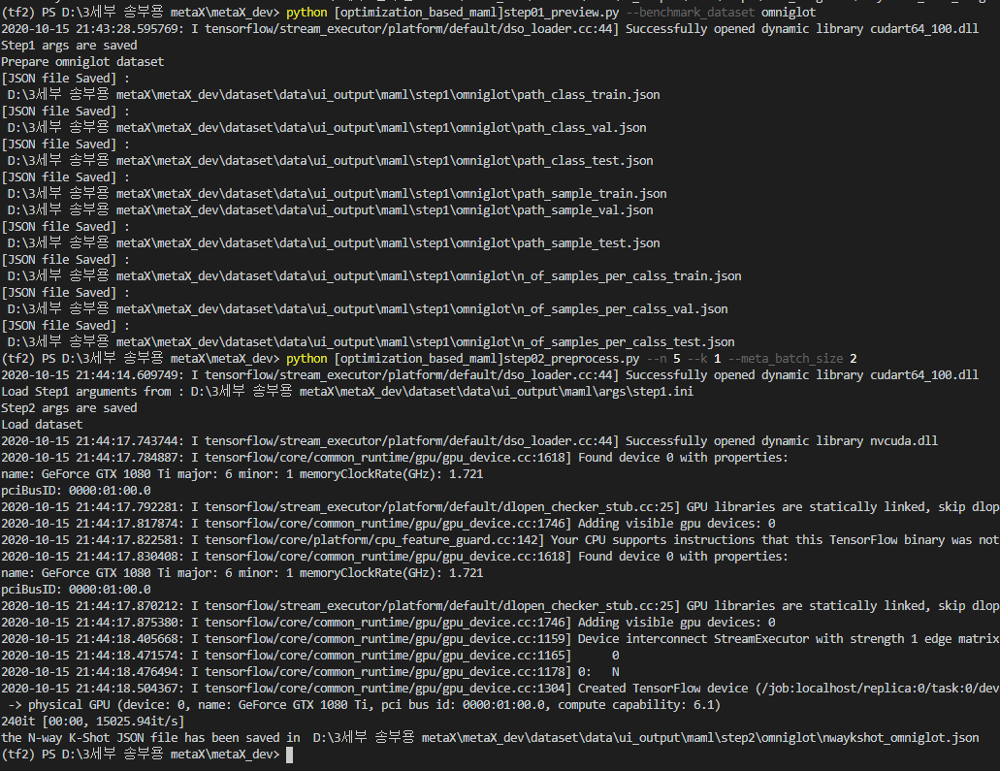 (tf2) PS D:\3세부 송부용 metaX\metaX_dev> python [optimization_based_maml]step01_preview.py --benchmark_dataset omniglot
2020-10-15 21:43:28.595769: I tensorflow/stream_executor/platform/default/dso_loader.cc:44] Successfully opened dynamic library cudart64_100.dll
Step1 args are saved
Prepare omniglot dataset
[JSON file Saved] :
D:\3세부 송부용 metaX\metaX_dev\dataset\data\ui_output\maml\step1\omniglot\path_class_train.json
[JSON file Saved] :
D:\3세부 송부용 metaX\metaX_dev\dataset\data\ui_output\maml\step1\omniglot\path_class_val.json
[JSON file Saved] :
D:\3세부 송부용 metaX\metaX_dev\dataset\data\ui_output\maml\step1\omniglot\path_class_test.json
[JSON file Saved] :
D:\3세부 송부용 metaX\metaX_dev\dataset\data\ui_output\maml\step1\omniglot\path_sample_train.json
D:\3세부 송부용 metaX\metaX_dev\dataset\data\ui_output\maml\step1\omniglot\path_sample_val.json
[JSON file Saved] :
D:\3세부 송부용 metaX\metaX_dev\dataset\data\ui_output\maml\step1\omniglot\path_sample_test.json
[JSON file Saved] :
D:\3세부 송부용 metaX\metaX_dev\dataset\data\ui_output\maml\step1\omniglot\n_of_samples_per_calss_train.json
[JSON file Saved] :
D:\3세부 송부용 metaX\metaX_dev\dataset\data\ui_output\maml\step1\omniglot\n_of_samples_per_calss_val.json
[JSON file Saved] :
D:\3세부 송부용 metaX\metaX_dev\dataset\data\ui_output\maml\step1\omniglot\n_of_samples_per_calss_test.json
(tf2) PS D:\3세부 송부용 metaX\metaX_dev> python [optimization_based_maml]step02_preprocess.py --n 5 --k 1 --meta_batch_size 2
2020-10-15 21:44:14.609749: I tensorflow/stream_executor/platform/default/dso_loader.cc:44] Successfully opened dynamic library cudart64_100.dll
Load Step1 arguments from : D:\3세부 송부용 metaX\metaX_dev\dataset\data\ui_output\maml\args\step1.ini
Step2 args are saved
Load dataset
2020-10-15 21:44:17.743744: I tensorflow/stream_executor/platform/default/dso_loader.cc:44] Successfully opened dynamic library nvcuda.dll
2020-10-15 21:44:17.784887: I tensorflow/core/common_runtime/gpu/gpu_device.cc:1618] Found device 0 with properties:
name: GeForce GTX 1080 Ti major: 6 minor: 1 memoryClockRate(GHz): 1.721
pciBusID: 0000:01:00.0
2020-10-15 21:44:17.792281: I tensorflow/stream_executor/platform/default/dlopen_checker_stub.cc:25] GPU libraries are statically linked, skip dlop
2020-10-15 21:44:17.817874: I tensorflow/core/common_runtime/gpu/gpu_device.cc:1746] Adding visible gpu devices: 0
2020-10-15 21:44:17.822581: I tensorflow/core/platform/cpu_feature_guard.cc:142] Your CPU supports instructions that this TensorFlow binary was not
2020-10-15 21:44:17.830408: I tensorflow/core/common_runtime/gpu/gpu_device.cc:1618] Found device 0 with properties:
name: GeForce GTX 1080 Ti major: 6 minor: 1 memoryClockRate(GHz): 1.721
pciBusID: 0000:01:00.0
2020-10-15 21:44:17.870212: I tensorflow/stream_executor/platform/default/dlopen_checker_stub.cc:25] GPU libraries are statically linked, skip dlop
2020-10-15 21:44:17.875380: I tensorflow/core/common_runtime/gpu/gpu_device.cc:1746] Adding visible gpu devices: 0
2020-10-15 21:44:18.405668: I tensorflow/core/common_runtime/gpu/gpu_device.cc:1159] Device interconnect StreamExecutor with strength 1 edge matrix
2020-10-15 21:44:18.471574: I tensorflow/core/common_runtime/gpu/gpu_device.cc:1165]      0
2020-10-15 21:44:18.476494: I tensorflow/core/common_runtime/gpu/gpu_device.cc:1178] 0:   N
2020-10-15 21:44:18.504367: I tensorflow/core/common_runtime/gpu/gpu_device.cc:1304] Created TensorFlow device (/job:localhost/replica:0/task:0/dev
-> physical GPU (device: 0, name: GeForce GTX 1080 Ti, pci bus id: 0000:01:00.0, compute capability: 6.1)
240it [00:00, 15025.94it/s]
the N-way K-Shot JSON file has been saved in  D:\3세부 송부용 metaX\metaX_dev\dataset\data\ui_output\maml\step2\omniglot\nwaykshot_omniglot.json
(tf2) PS D:\3세부 송부용 metaX\metaX_dev>